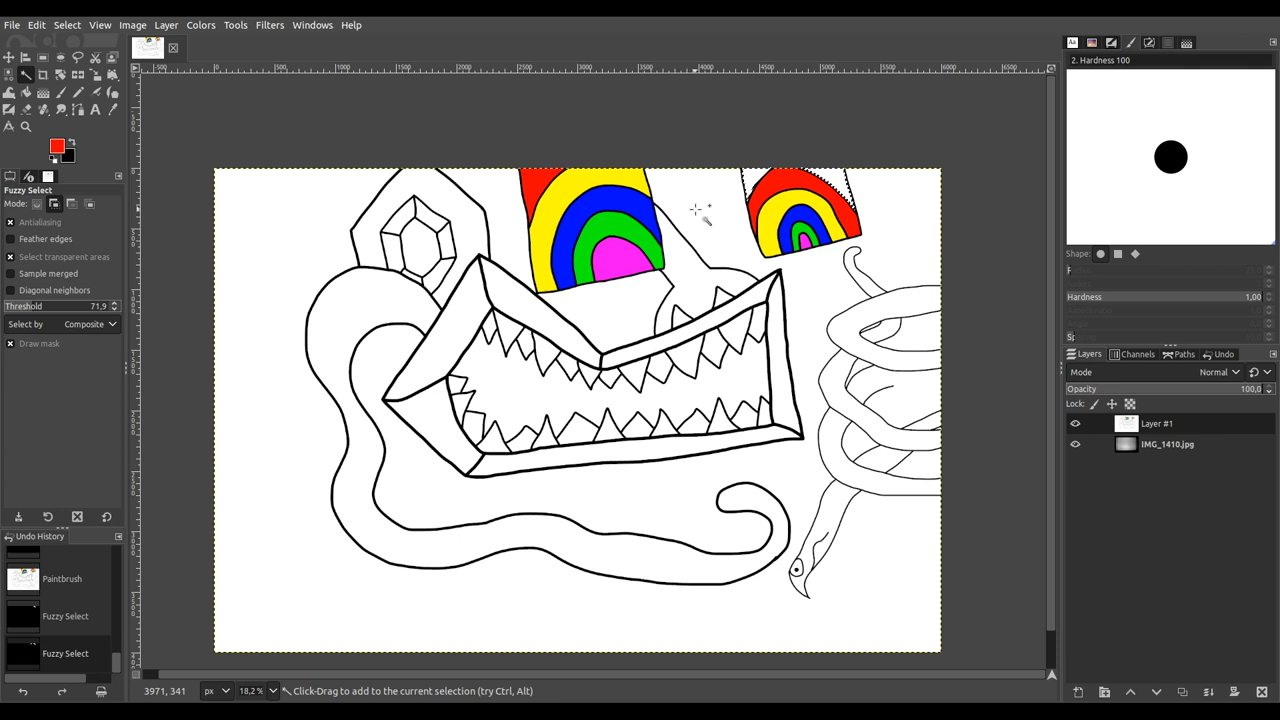 File Edit Select View Image Layer Colors Tools Filters Windows Help
Fuzzy Select
Mode:
Antialiasing
Feather edges
Select transparent areas
Sample merged
Diagonal neighbors
Threshold 71,9
Select by Composite
Draw mask
Undo History
Paintbrush
Fuzzy Select
Fuzzy Select
3971, 341 px 18,2 % Click-Drag to add to the current selection (try Ctrl, Alt)
2. Hardness 100
Shape:
Hardness 1,00
Layers Channels Paths Undo
Mode Normal
Opacity 100,0
Lock:
Layer #1
IMG_1410.jpg